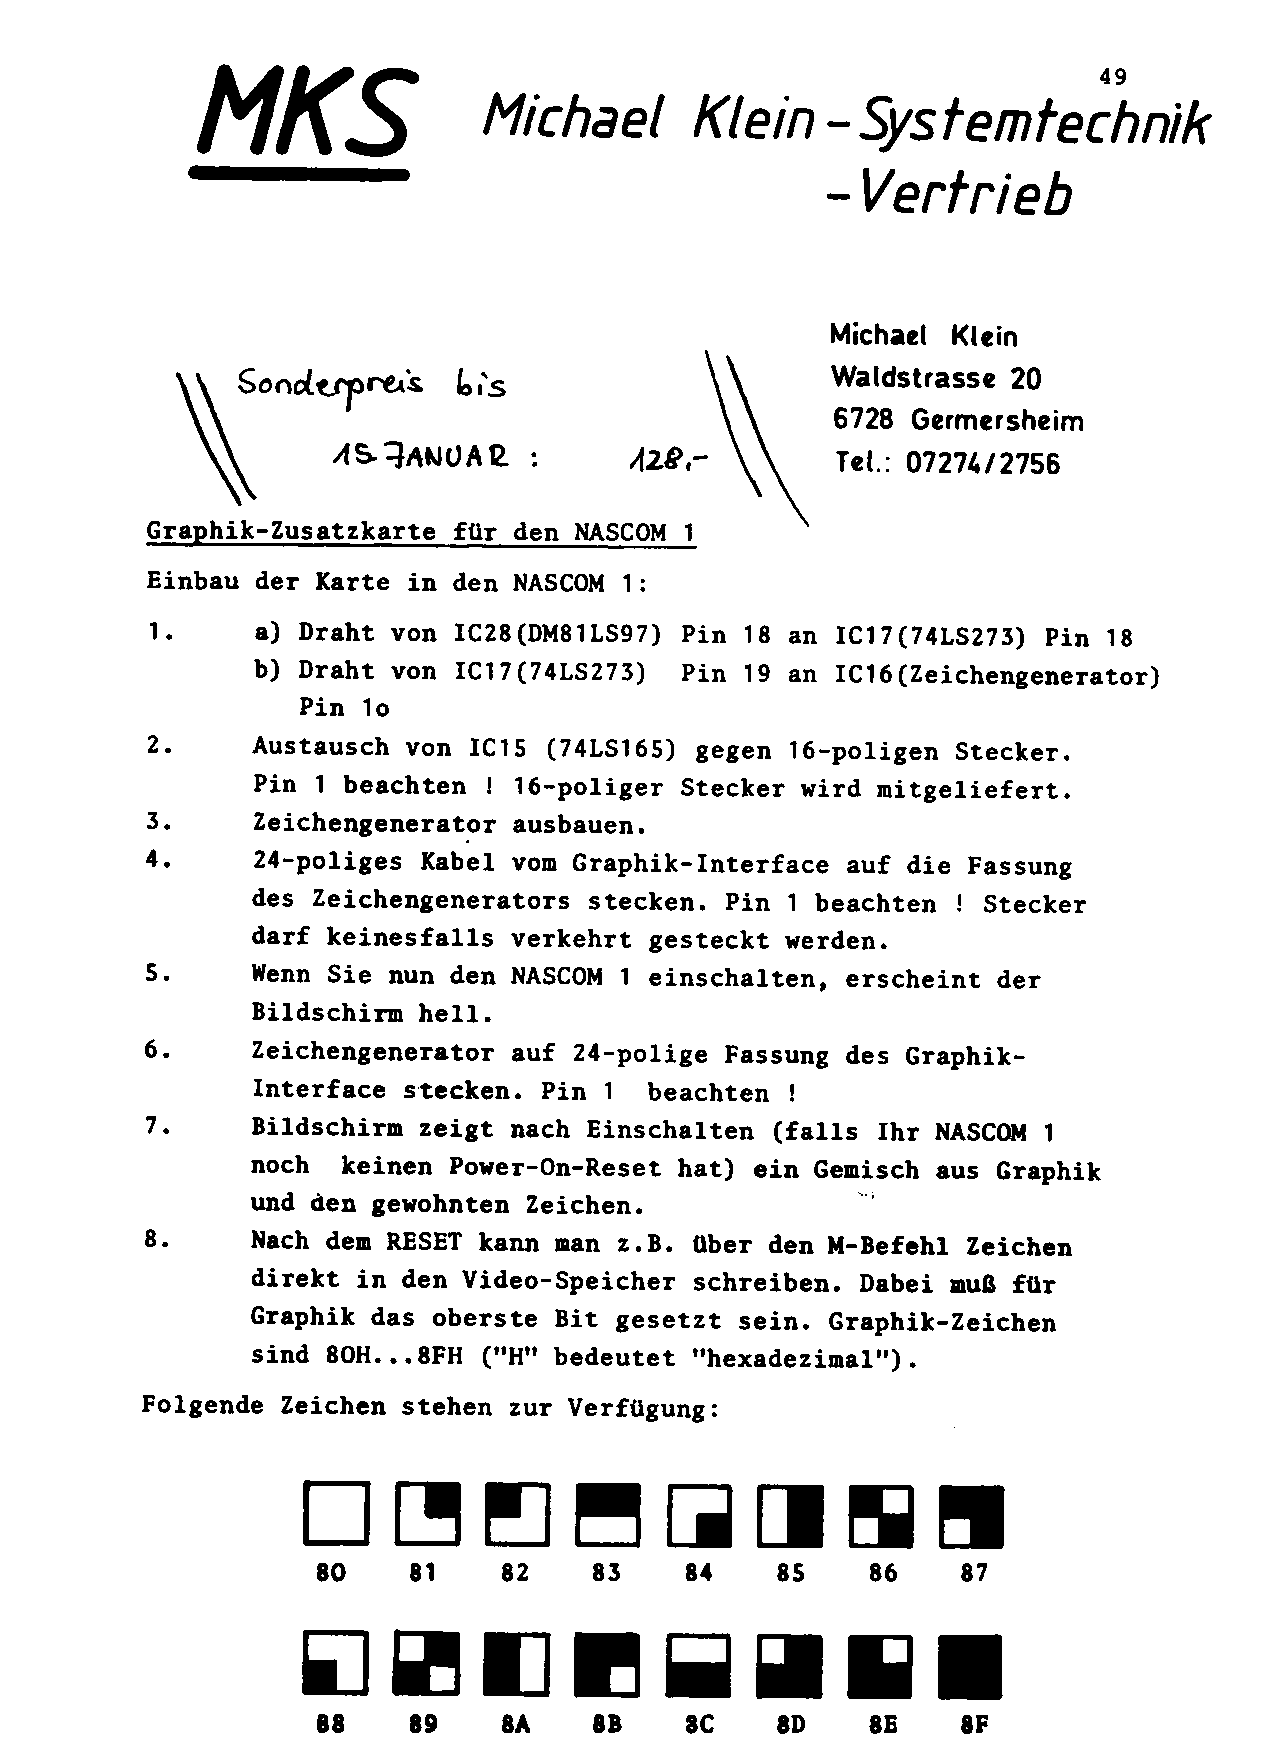 49
MKS Michael Klein - Systemtechnik
- Vertrieb
Michael Klein
Waldstrasse 20
6728 Germersheim
Tel.: 07274/2756
Sonderpreis bis
15. JANUAR : 128,-
Graphik-Zusatzkarte für den NASCOM 1
Einbau der Karte in den NASCOM 1:
1. a) Draht von IC28(DM81LS97) Pin 18 an IC17(74LS273) Pin 18
b) Draht von IC17(74LS273) Pin 19 an IC16(Zeichengenerator)
Pin 1o
2. Austausch von IC15 (74LS165) gegen 16-poligen Stecker.
Pin 1 beachten ! 16-poliger Stecker wird mitgeliefert.
3. Zeichengenerator ausbauen.
4. 24-poliges Kabel vom Graphik-Interface auf die Fassung
des Zeichengenerators stecken. Pin 1 beachten ! Stecker
darf keinesfalls verkehrt gesteckt werden.
5. Wenn Sie nun den NASCOM 1 einschalten, erscheint der
Bildschirm hell.
6. Zeichengenerator auf 24-polige Fassung des Graphik-
Interface stecken. Pin 1 beachten !
7. Bildschirm zeigt nach Einschalten (falls Ihr NASCOM 1
noch keinen Power-On-Reset hat) ein Gemisch aus Graphik
und den gewohnten Zeichen.
8. Nach dem RESET kann man z.B. über den M-Befehl Zeichen
direkt in den Video-Speicher schreiben. Dabei muß für
Graphik das oberste Bit gesetzt sein. Graphik-Zeichen
sind 80H...8FH ("H" bedeutet "hexadezimal").
Folgende Zeichen stehen zur Verfügung:
80 81 82 83 84 85 86 87
88 89 8A 8B 8C 8D 8E 8F